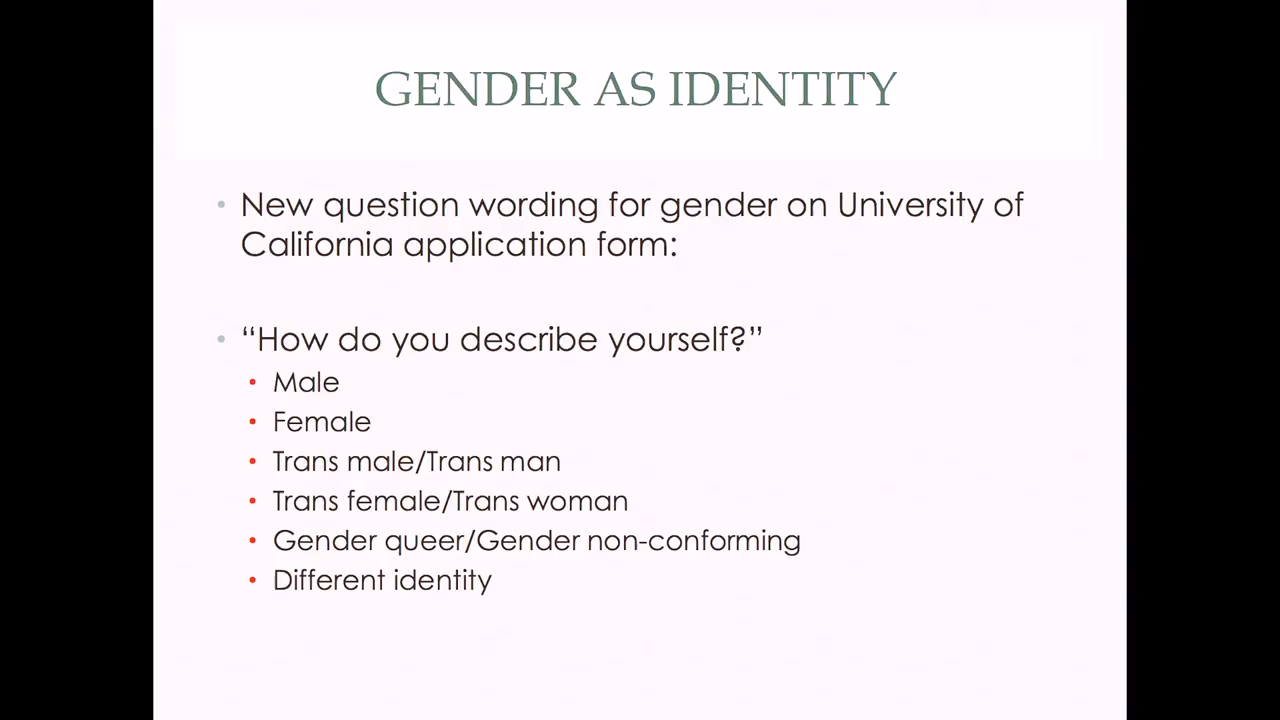 GENDER AS IDENTITY
• New question wording for gender on University of
California application form:
• “How do you describe yourself?”
• Male
• Female
• Trans male/Trans man
• Trans female/Trans woman
• Gender queer/Gender non-conforming
• Different identity